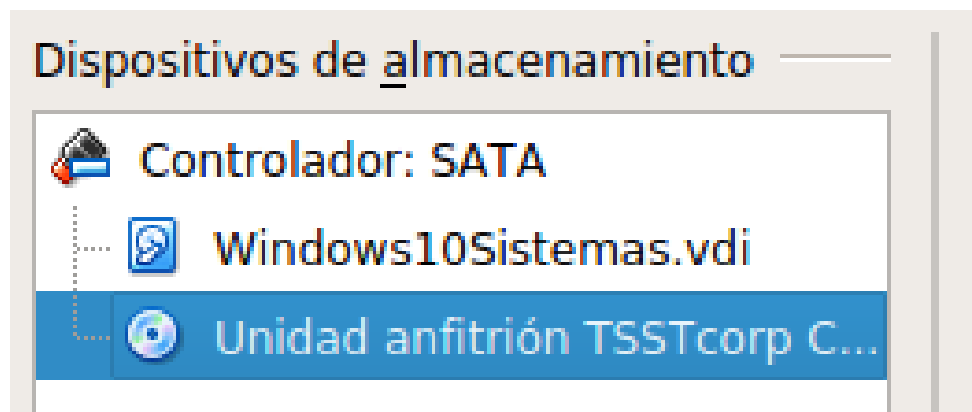 Dispositivos de almacenamiento
Controlador: SATA
Windows10Sistemas.vdi
Unidad anfitrión TSSTcorp C...